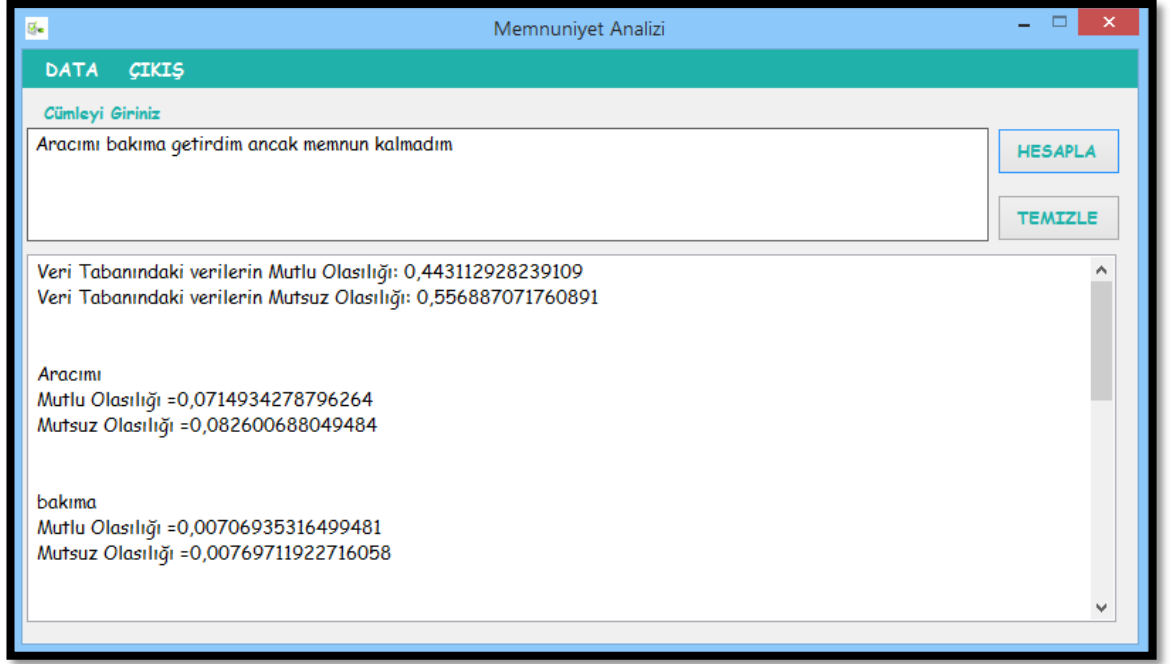 Memnuniyet Analizi
DATA ÇIKIŞ
Cümleyi Giriniz
Aracımı bakıma getirdim ancak memnun kalmadım
HESAPLA
TEMIZLE
Veri Tabanındaki verilerin Mutlu Olasılığı: 0,443112928239109
Veri Tabanındaki verilerin Mutsuz Olasılığı: 0,556887071760891
Aracımı
Mutlu Olasılığı =0,0714934278796264
Mutsuz Olasılığı =0,082600688049484
bakıma
Mutlu Olasılığı =0,00706935316499481
Mutsuz Olasılığı =0,00769711922716058